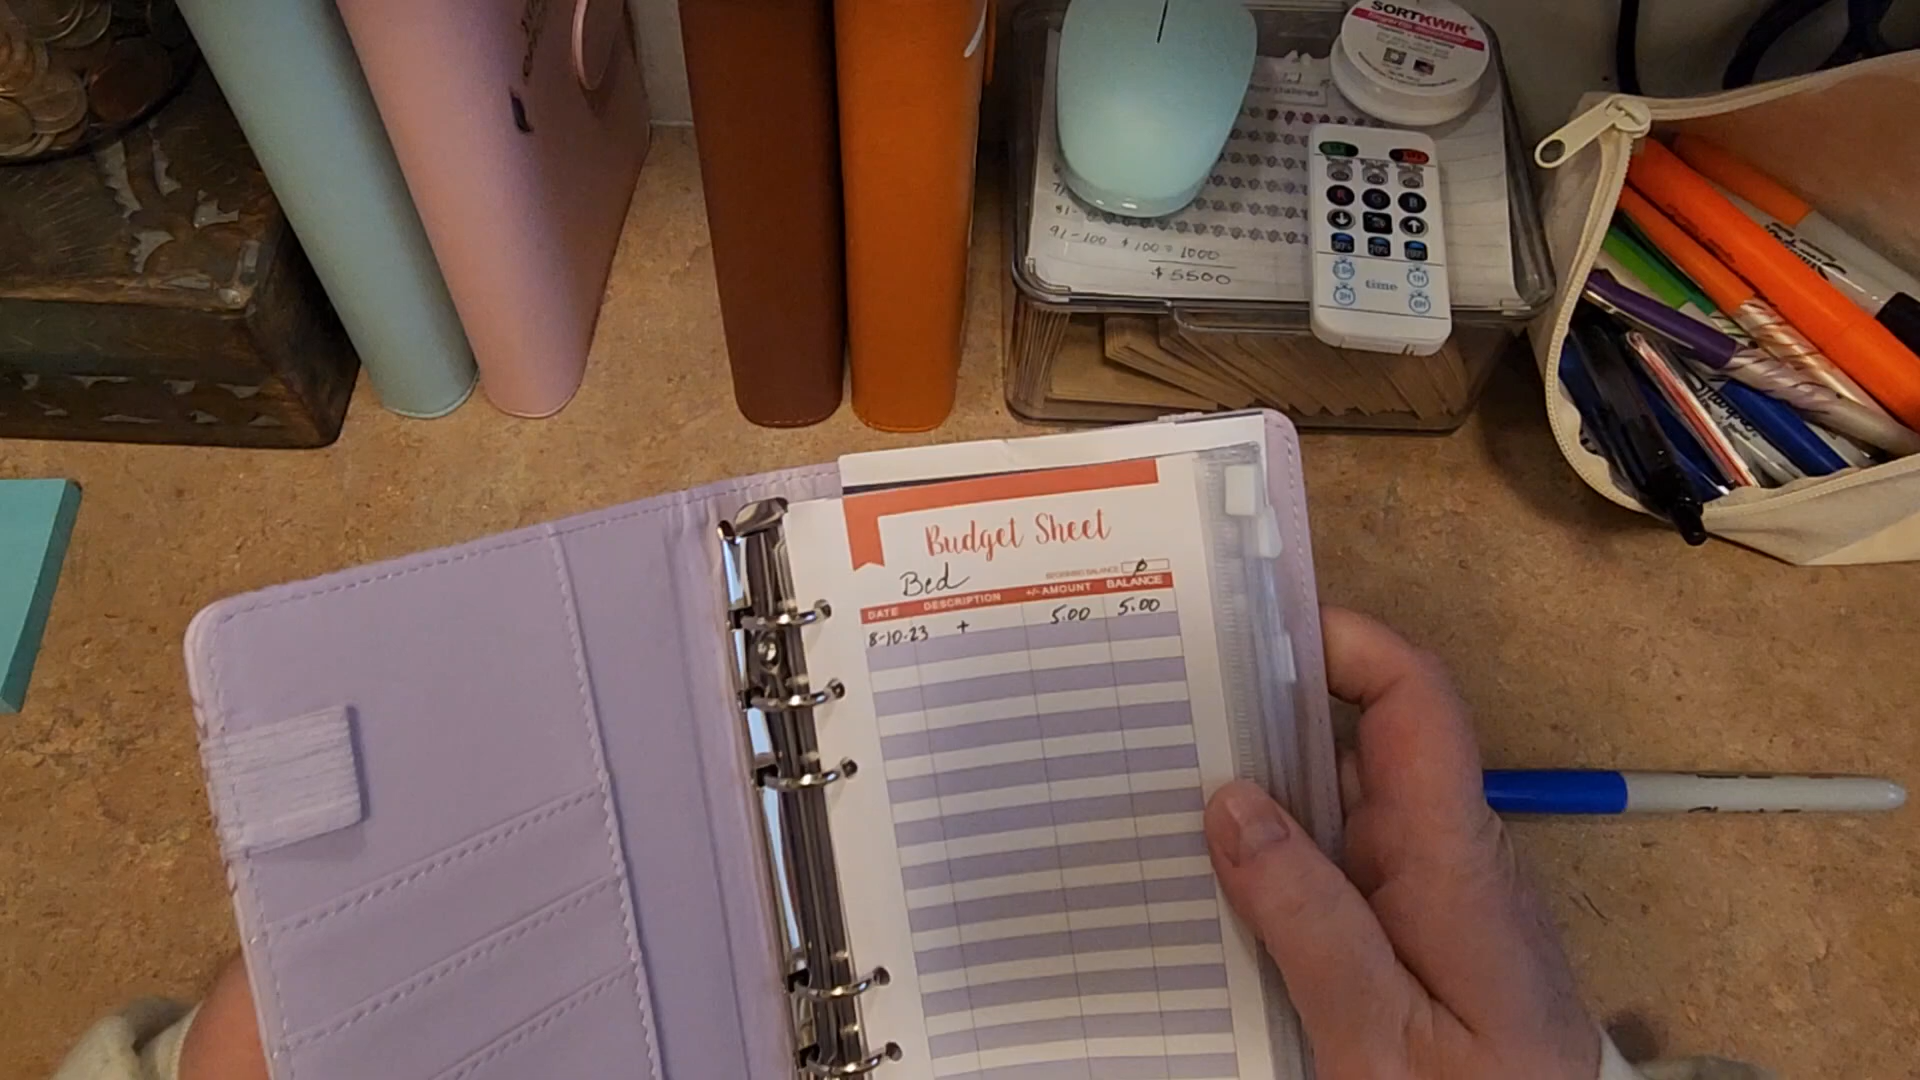 SORTKWIK
challenge
91-100 $100 = 1000
$5500
time
Budget Sheet
Bed
BEGINNING BALANCE ø
DATE DESCRIPTION +/- AMOUNT BALANCE
8-10-23 + 5.00 5.00